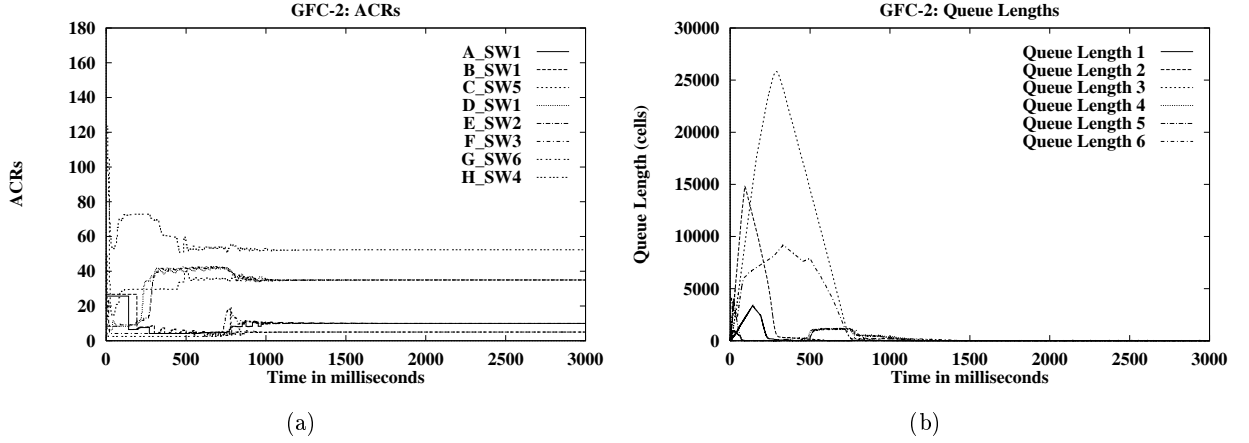 GFC-2: ACRs
180
160
140
120
100
80
60
40
20
0
ACRs
A_SW1
B_SW1
C_SW5
D_SW1
E_SW2
F_SW3
G_SW6
H_SW4
0 500 1000 1500 2000 2500 3000
Time in milliseconds
(a)
GFC-2: Queue Lengths
30000
25000
20000
15000
10000
5000
0
Queue Length (cells)
Queue Length 1
Queue Length 2
Queue Length 3
Queue Length 4
Queue Length 5
Queue Length 6
0 500 1000 1500 2000 2500 3000
Time in milliseconds
(b)